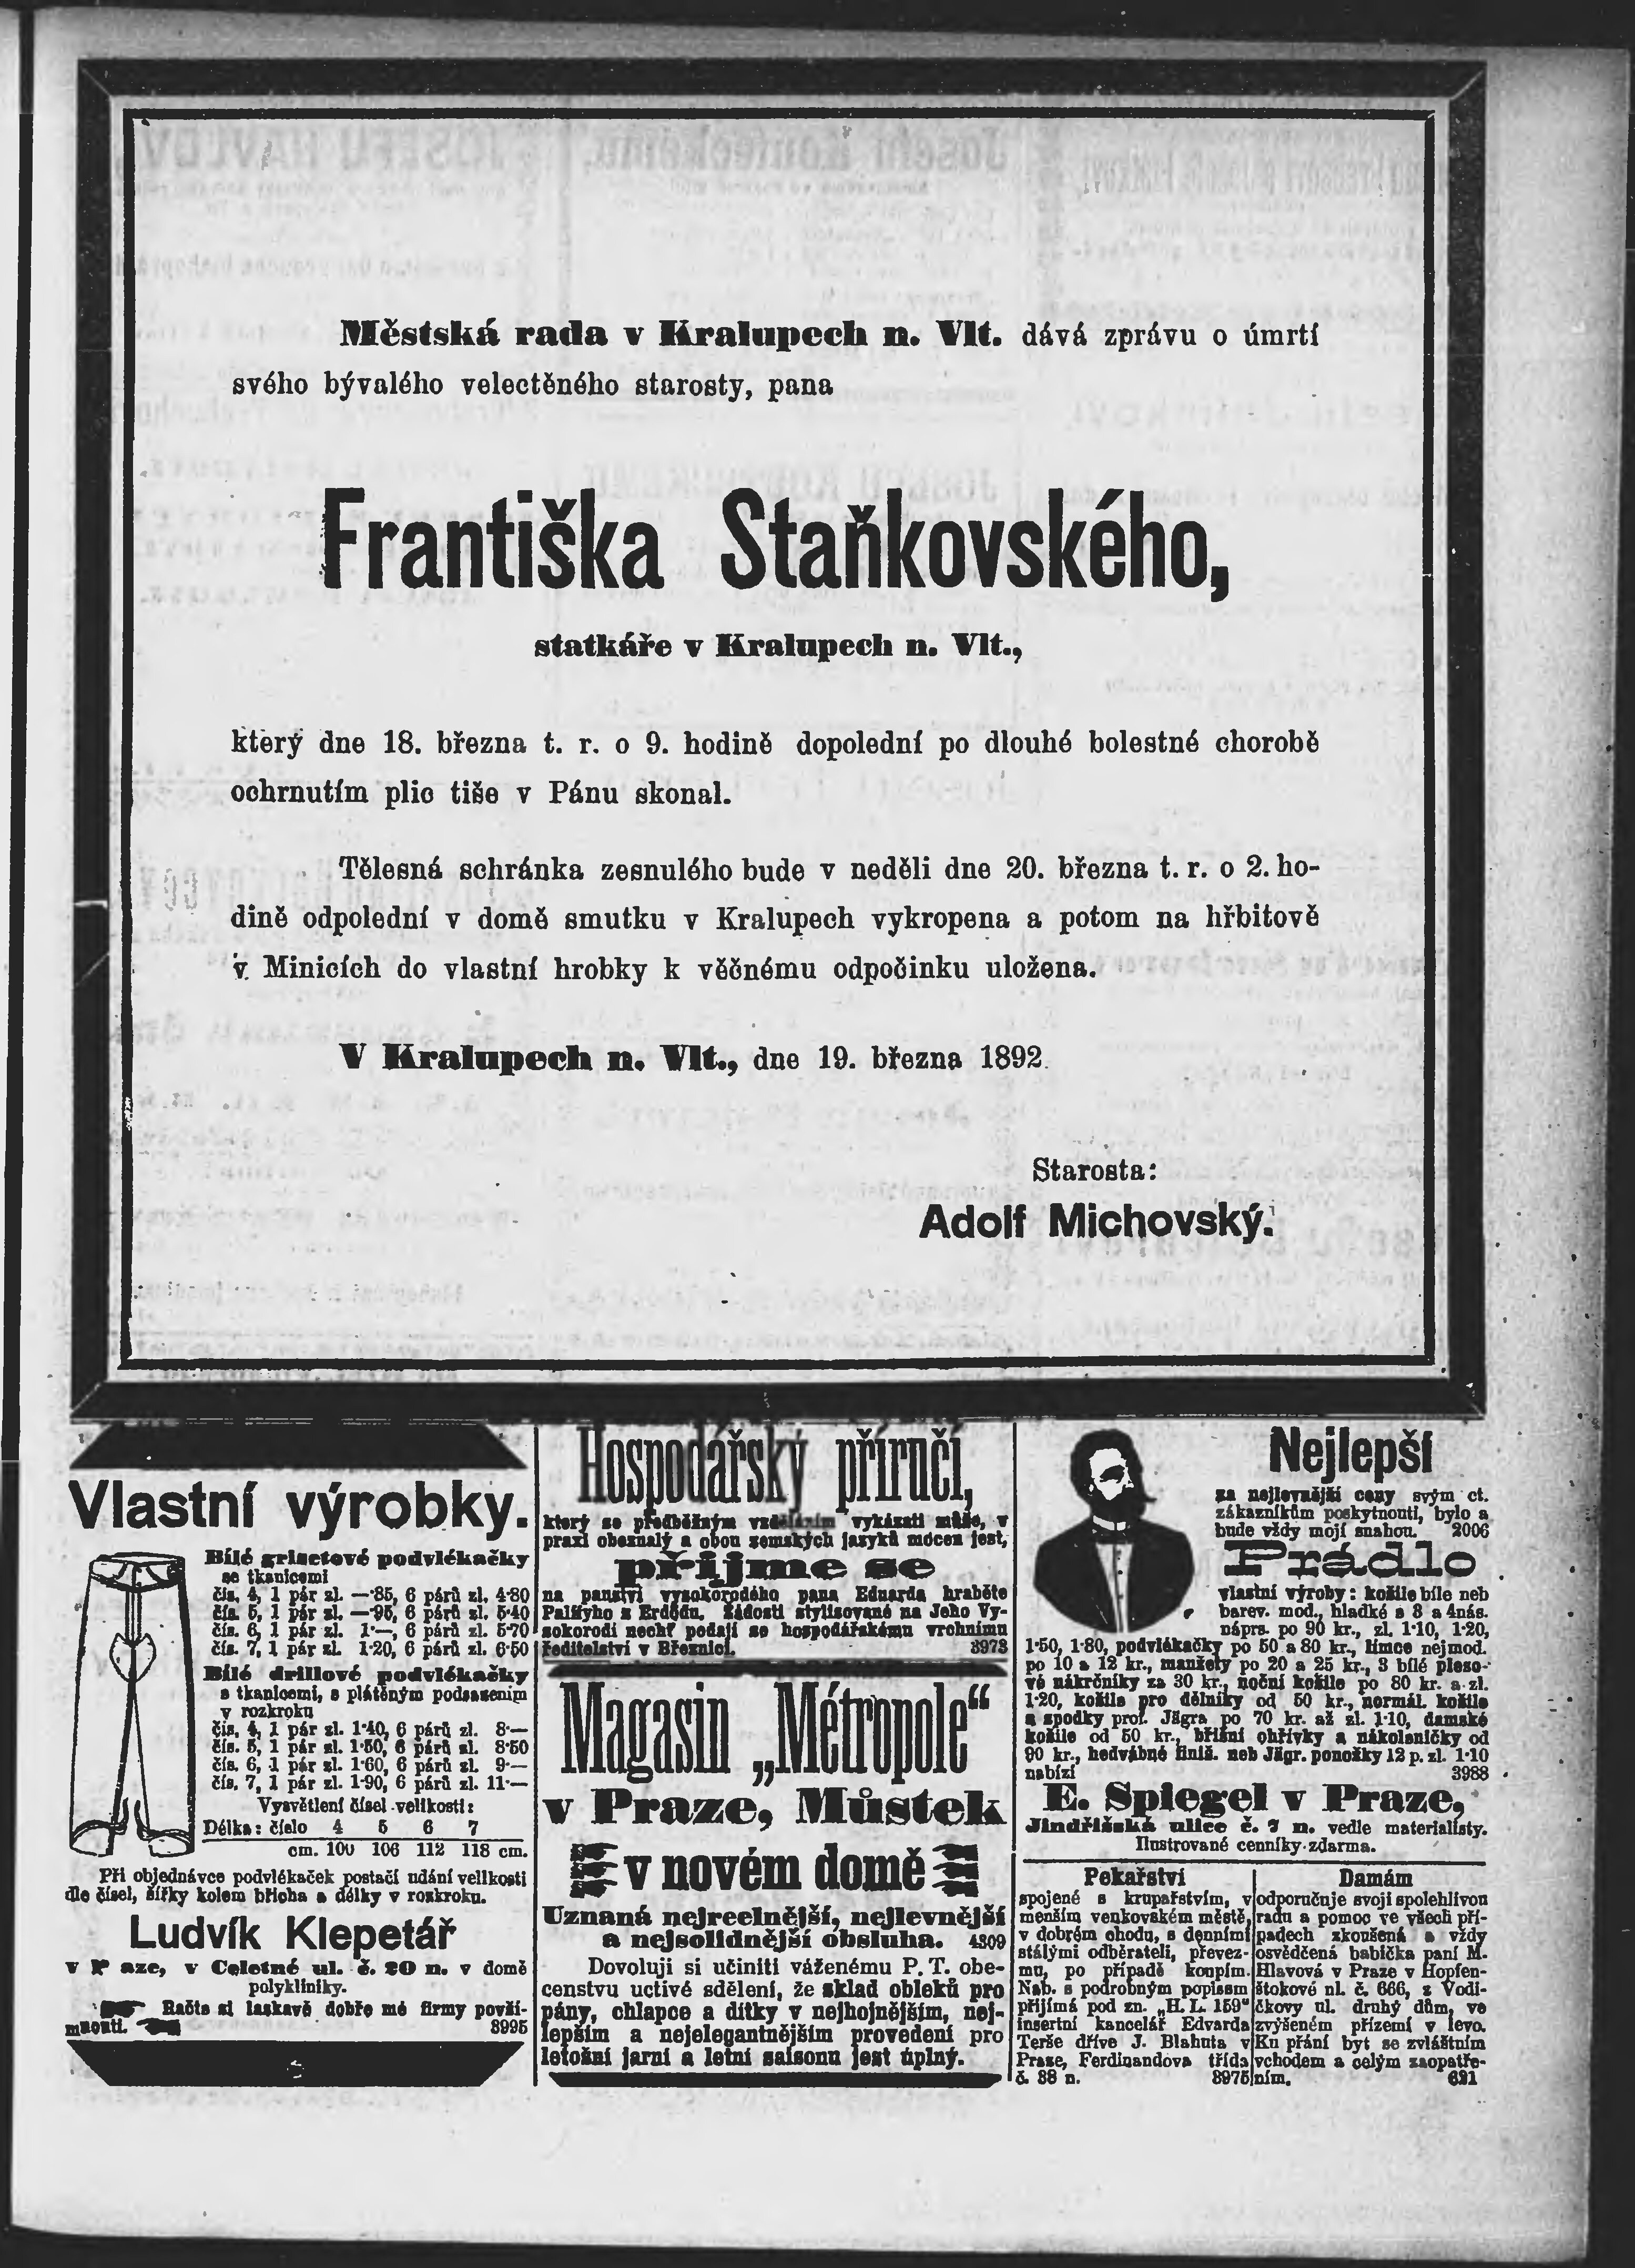 Městská rada v Kralupech n. Vlt. dává zprávu o úmrtí
svého bývalého velectěného starosty, pana
Františka Staňkovského,
statkáře v Kralupech n. Vlt.,
který dne 18. března t. r. o 9. hodině dopolední po dlouhé bolestné chorobě
ochrnutím plic tiše v Pánu skonal.
Tělesná schránka zesnulého bude v neděli dne 20. března t. r. o 2. ho-
dině odpolední v domě smutku v Kralupech vykropena a potom na hřbitově
v Minicích do vlastní hrobky k věčnému odpočinku uložena.
V Kralupech n. Vlt., dne 19. března 1892.
Starosta:
Adolf Michovský.
Vlastní výrobky.
Bílé grisetové podvlékačky
se tkanicemi
čís. 4, 1 pár zl. —·85, 6 párů zl. 4·80
čís. 5, 1 pár zl. —·95, 6 párů zl. 5·40
čís. 6, 1 pár zl. 1·—, 6 párů zl. 5·70
čís. 7, 1 pár zl. 1·20, 6 párů zl. 6·50
Bílé drillové podvlékačky
s tkanicemi, s plátěným podsazením
v rozkroku
čís. 4, 1 pár zl. 1·40, 6 párů zl. 8·—
čís. 5, 1 pár zl. 1·50, 6 párů zl. 8·50
čís. 6, 1 pár zl. 1·60, 6 párů zl. 9·—
čís. 7, 1 pár zl. 1·90, 6 párů zl. 11·—
Vysvětlení čísel velikosti:
Délka: číslo 4 5 6 7
cm. 100 106 112 118 cm.
Při objednávce podvlékaček postačí udání velikosti
dle čísel, šířky kolem břicha a délky v rozkroku.
Ludvík Klepetář
v P aze, v Celetné ul. č. 20 n. v domě
polykliniky.
Račte si laskavě dobře mé firmy povši-
mnouti. 3995
Hospodářský příručí,
který se předběžným vzděláním vykázati může, v
praxi obeznalý a obou zemských jazyků mocen jest,
přijme se
na panství vysokorodého pana Eduarda hraběte
Palffyho z Erdödu. Žádosti stylisované na Jeho Vy-
sokorodí nechť podají se hospodářskému vrchnímu
ředitelství v Březnici. 3973
Magasin „Métropole“
v Praze, Můstek
v novém domě
Uznaná nejreelnější, nejlevnější
a nejsolidnější obsluha. 4309
Dovoluji si učiniti váženému P. T. obe-
censtvu uctivé sdělení, že sklad obleků pro
pány, chlapce a dítky v nejhojnějším, nej-
lepším a nejelegantnějším provedení pro
letošní jarní a letní saisonu jest úplný.
Nejlepší
za nejlevnější ceny svým ct.
zákazníkům poskytnouti, bylo a
bude vždy mojí snahou. 2006
Prádlo
vlastní výroby: košile bíle neb
barev. mod., hladké s 3 a 4nás.
náprs. po 90 kr., zl. 1·10, 1·20,
1·50, 1·80, podvlékačky po 50 a 80 kr., límce nejmod.
po 10 a 12 kr., manžety po 20 a 25 kr., 3 bílé pleso-
vé nákrčníky za 30 kr., noční košile po 80 kr. a zl.
1·20, košile pro dělníky od 50 kr., normál. košile
a spodky prof. Jägra po 70 kr. až zl. 1·10, damské
košile od 50 kr., břišní ohřívky a nákoleničky od
90 kr., hedvábné finiš. neb Jägr. ponožky 12 p. zl. 1·10
nabízí 3988
E. Spiegel v Praze,
Jindřišská ulice č. 7 n. vedle materialisty.
Ilustrované cenníky zdarma.
Pekařství
spojené s krupařstvím, v
menším venkovském městě,
v dobrém chodu, s denními
stálými odběrateli, převez-
mu, po případě koupím.
Nab. s podrobným popisem
přijímá pod zn. „H. L. 159“
insertní kancelář Edvarda
Terše dříve J. Blahuta v
Praze, Ferdinandova třída
č. 38 n. 3975
Damám
odporučuje svoji spolehlivou
radu a pomoc ve všech pří-
padech zkoušená a vždy
osvědčená babička paní M.
Hlavová v Praze v Hopfen-
štokově ul. č. 666, z Vodi-
čkovy ul. druhý dům, ve
zvýšeném přízemí v levo.
Ku přání byt se zvláštním
vchodem a celým zaopatře-
ním. 621